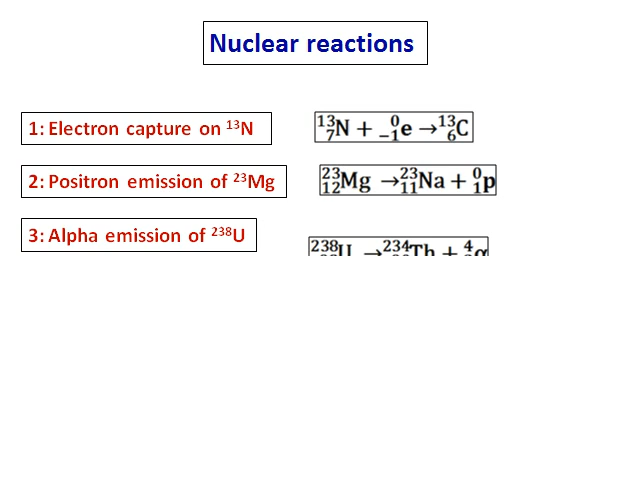 Nuclear reactions
1: Electron capture on ¹³N
¹³₇N + ⁰₋₁e →¹³₆C
2: Positron emission of ²³Mg
²³₁₂Mg →²³₁₁Na + ⁰₁p
3: Alpha emission of ²³⁸U
²³⁸U →²³⁴Th + ⁴α